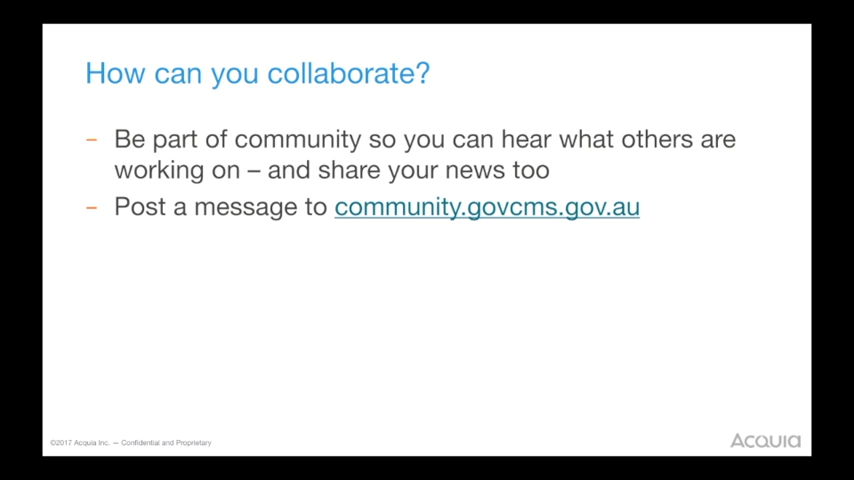 How can you collaborate?
– Be part of community so you can hear what others are
working on – and share your news too
– Post a message to community.govcms.gov.au
©2017 Acquia Inc. — Confidential and Proprietary
ACQUIA